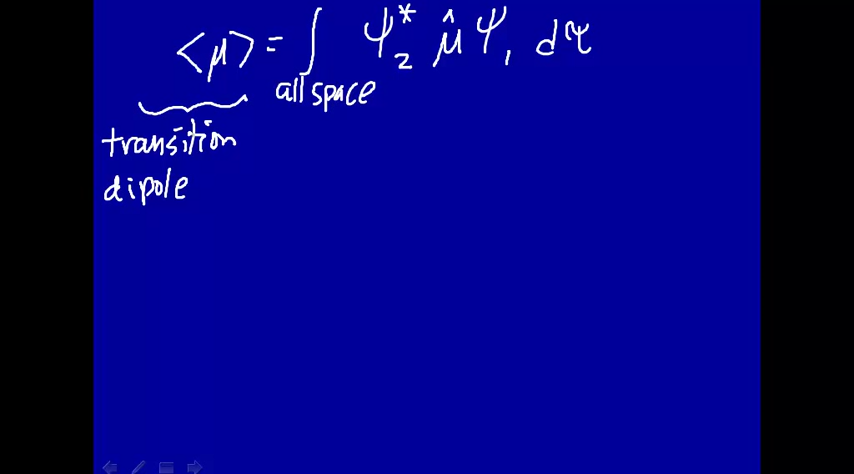 <μ> = ∫ Ψ₂* μ̂ Ψ₁ dτ
all space
transition
dipole